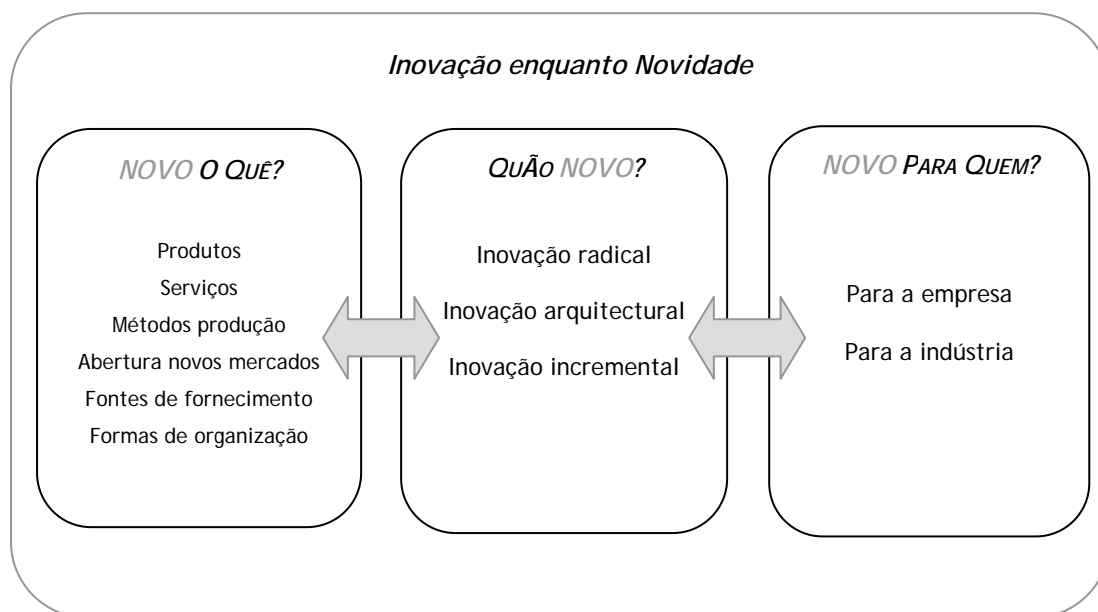 Inovação enquanto Novidade
NOVO O QUÊ?
Produtos
Serviços
Métodos produção
Abertura novos mercados
Fontes de fornecimento
Formas de organização
QUÃO NOVO?
Inovação radical
Inovação arquitectural
Inovação incremental
NOVO PARA QUEM?
Para a empresa
Para a indústria